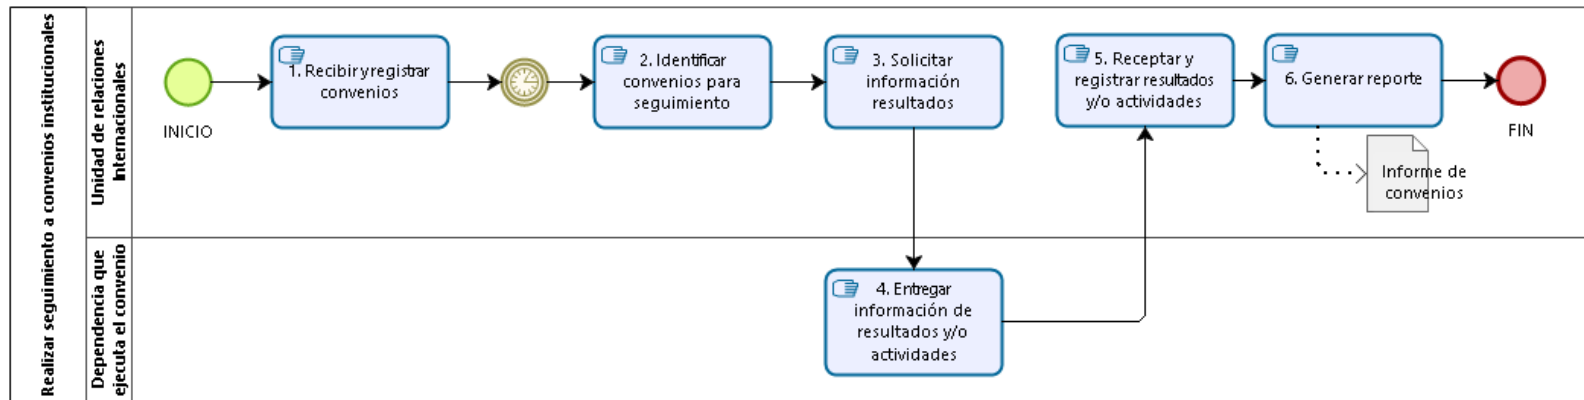 Realizar seguimiento a convenios institucionales
Unidad de relaciones
Internacionales
INICIO
1. Recibir y registrar
convenios
2. Identificar
convenios para
seguimiento
3. Solicitar
información
resultados
5. Receptar y
registrar resultados
y/o actividades
6. Generar reporte
FIN
Informe de
convenios
Dependencia que
ejecuta el convenio
4. Entregar
información de
resultados y/o
actividades